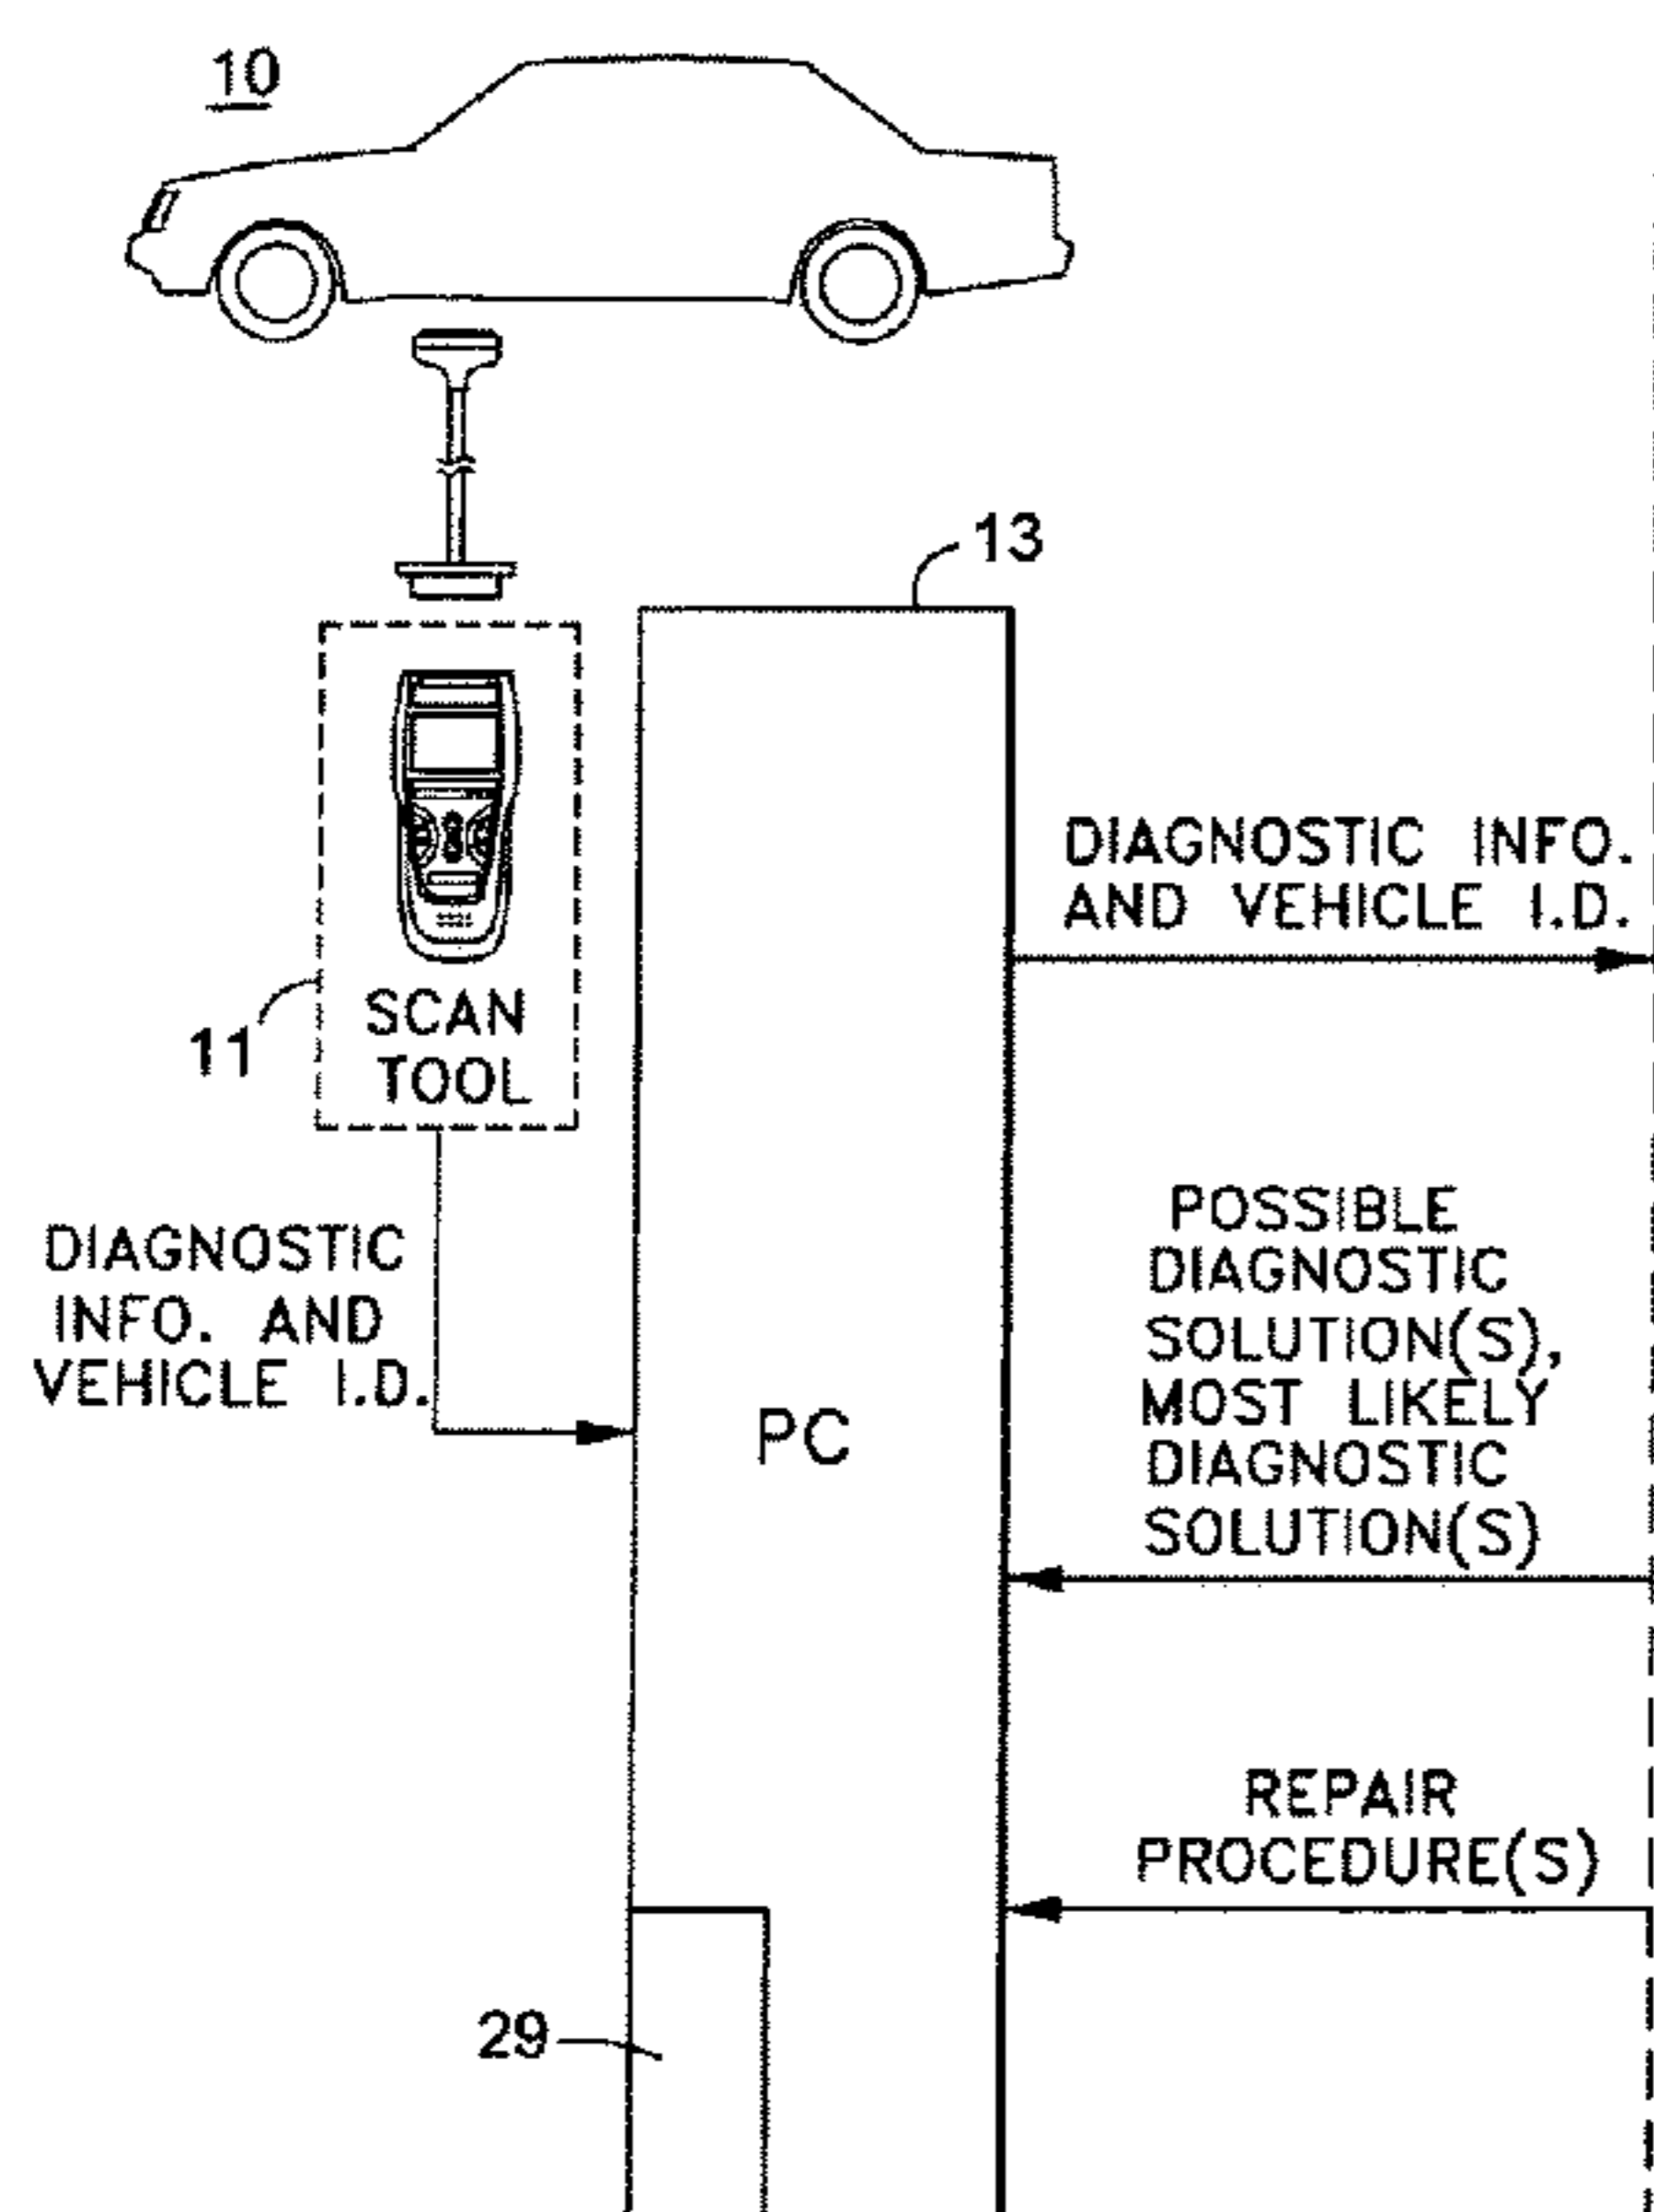 10
13
DIAGNOSTIC INFO.
AND VEHICLE I.D.
SCAN
TOOL
11
DIAGNOSTIC
INFO. AND
VEHICLE I.D.
PC
POSSIBLE
DIAGNOSTIC
SOLUTION(S),
MOST LIKELY
DIAGNOSTIC
SOLUTION(S)
REPAIR
PROCEDURE(S)
29